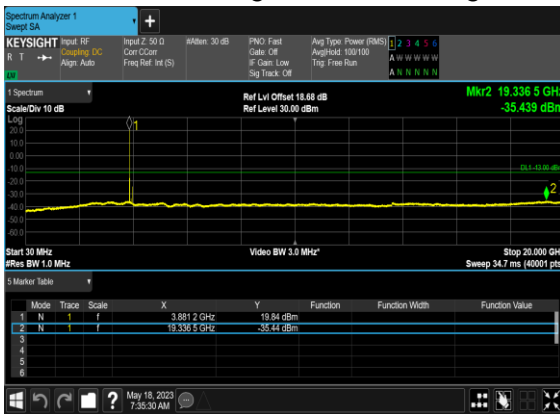 Spectrum Analyzer 1
Swept SA
+
KEYSIGHT Input: RF Input Z: 50 Ω #Atten: 30 dB PNO: Fast Avg Type: Power (RMS) 1 2 3 4 5 6
R T Coupling: DC Corr CCorr Gate: Off Avg|Hold: 100/100 A W W W W W
Align: Auto Freq Ref: Int (S) IF Gain: Low Trig: Free Run
Sig Track: Off A N N N N N
1 Spectrum Mkr2 19.336 5 GHz
Ref Lvl Offset 18.68 dB
Scale/Div 10 dB Ref Level 30.00 dBm -35.439 dBm
Log
20.0
10.0
0.00
-10.0
-20.0
-30.0
-40.0
-50.0
-60.0
1
DL1 -13.00 dBm
2
Start 30 MHz Video BW 3.0 MHz* Stop 20.000 GH
#Res BW 1.0 MHz Sweep 34.7 ms (40001 pts
5 Marker Table
Mode Trace Scale X Y Function Function Width Function Value
1 N 1 f 3.881 2 GHz 19.84 dBm
2 N 1 f 19.336 5 GHz -35.44 dBm
3
4
5
6
? May 18, 2023
7:35:30 AM